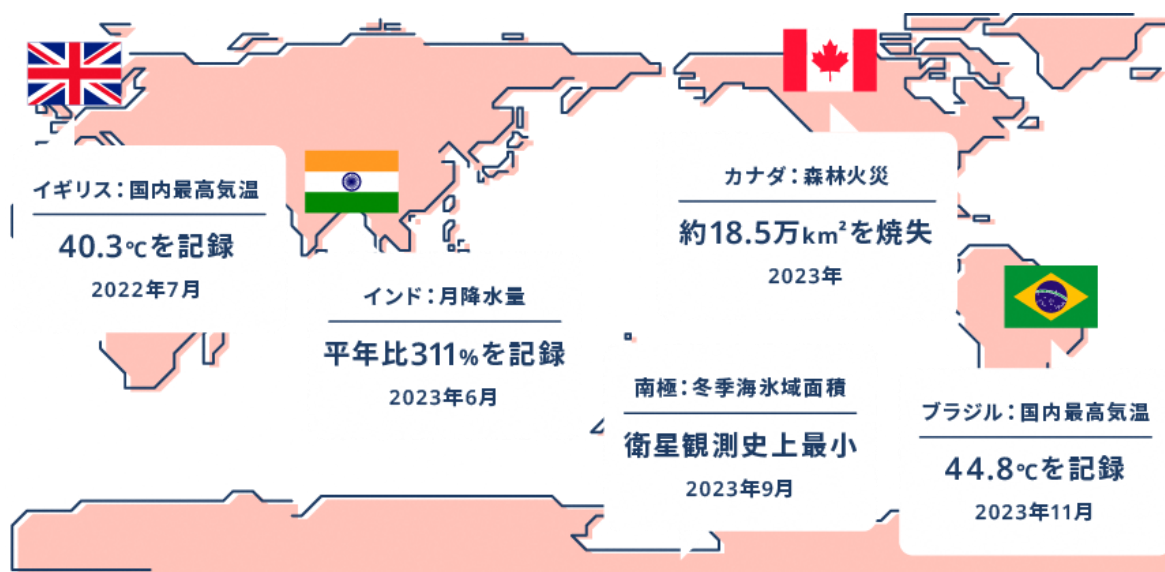 イギリス：国内最高気温
40.3℃を記録
2022年7月
インド：月降水量
平年比311%を記録
2023年6月
カナダ：森林火災
約18.5万km²を焼失
2023年
南極：冬季海氷域面積
衛星観測史上最小
2023年9月
ブラジル：国内最高気温
44.8℃を記録
2023年11月